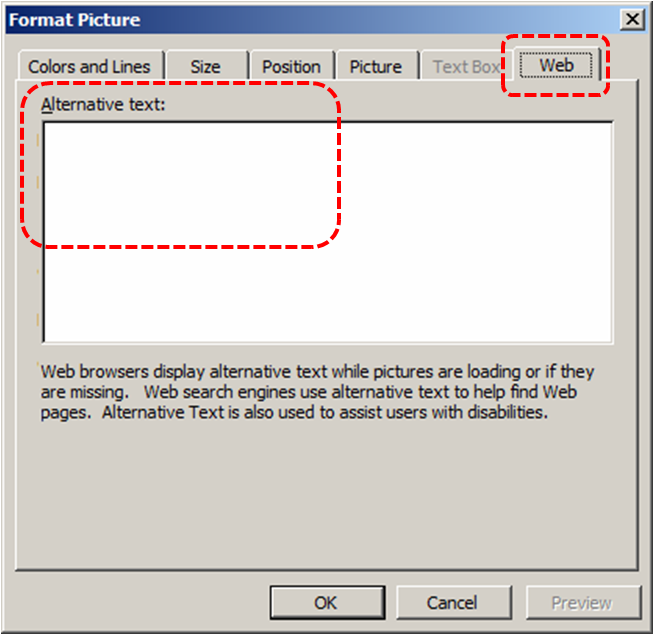 Format Picture
Colors and Lines Size Position Picture Text Box Web
Alternative text:
Web browsers display alternative text while pictures are loading or if they
are missing. Web search engines use alternative text to help find Web
pages. Alternative Text is also used to assist users with disabilities.
OK Cancel Preview